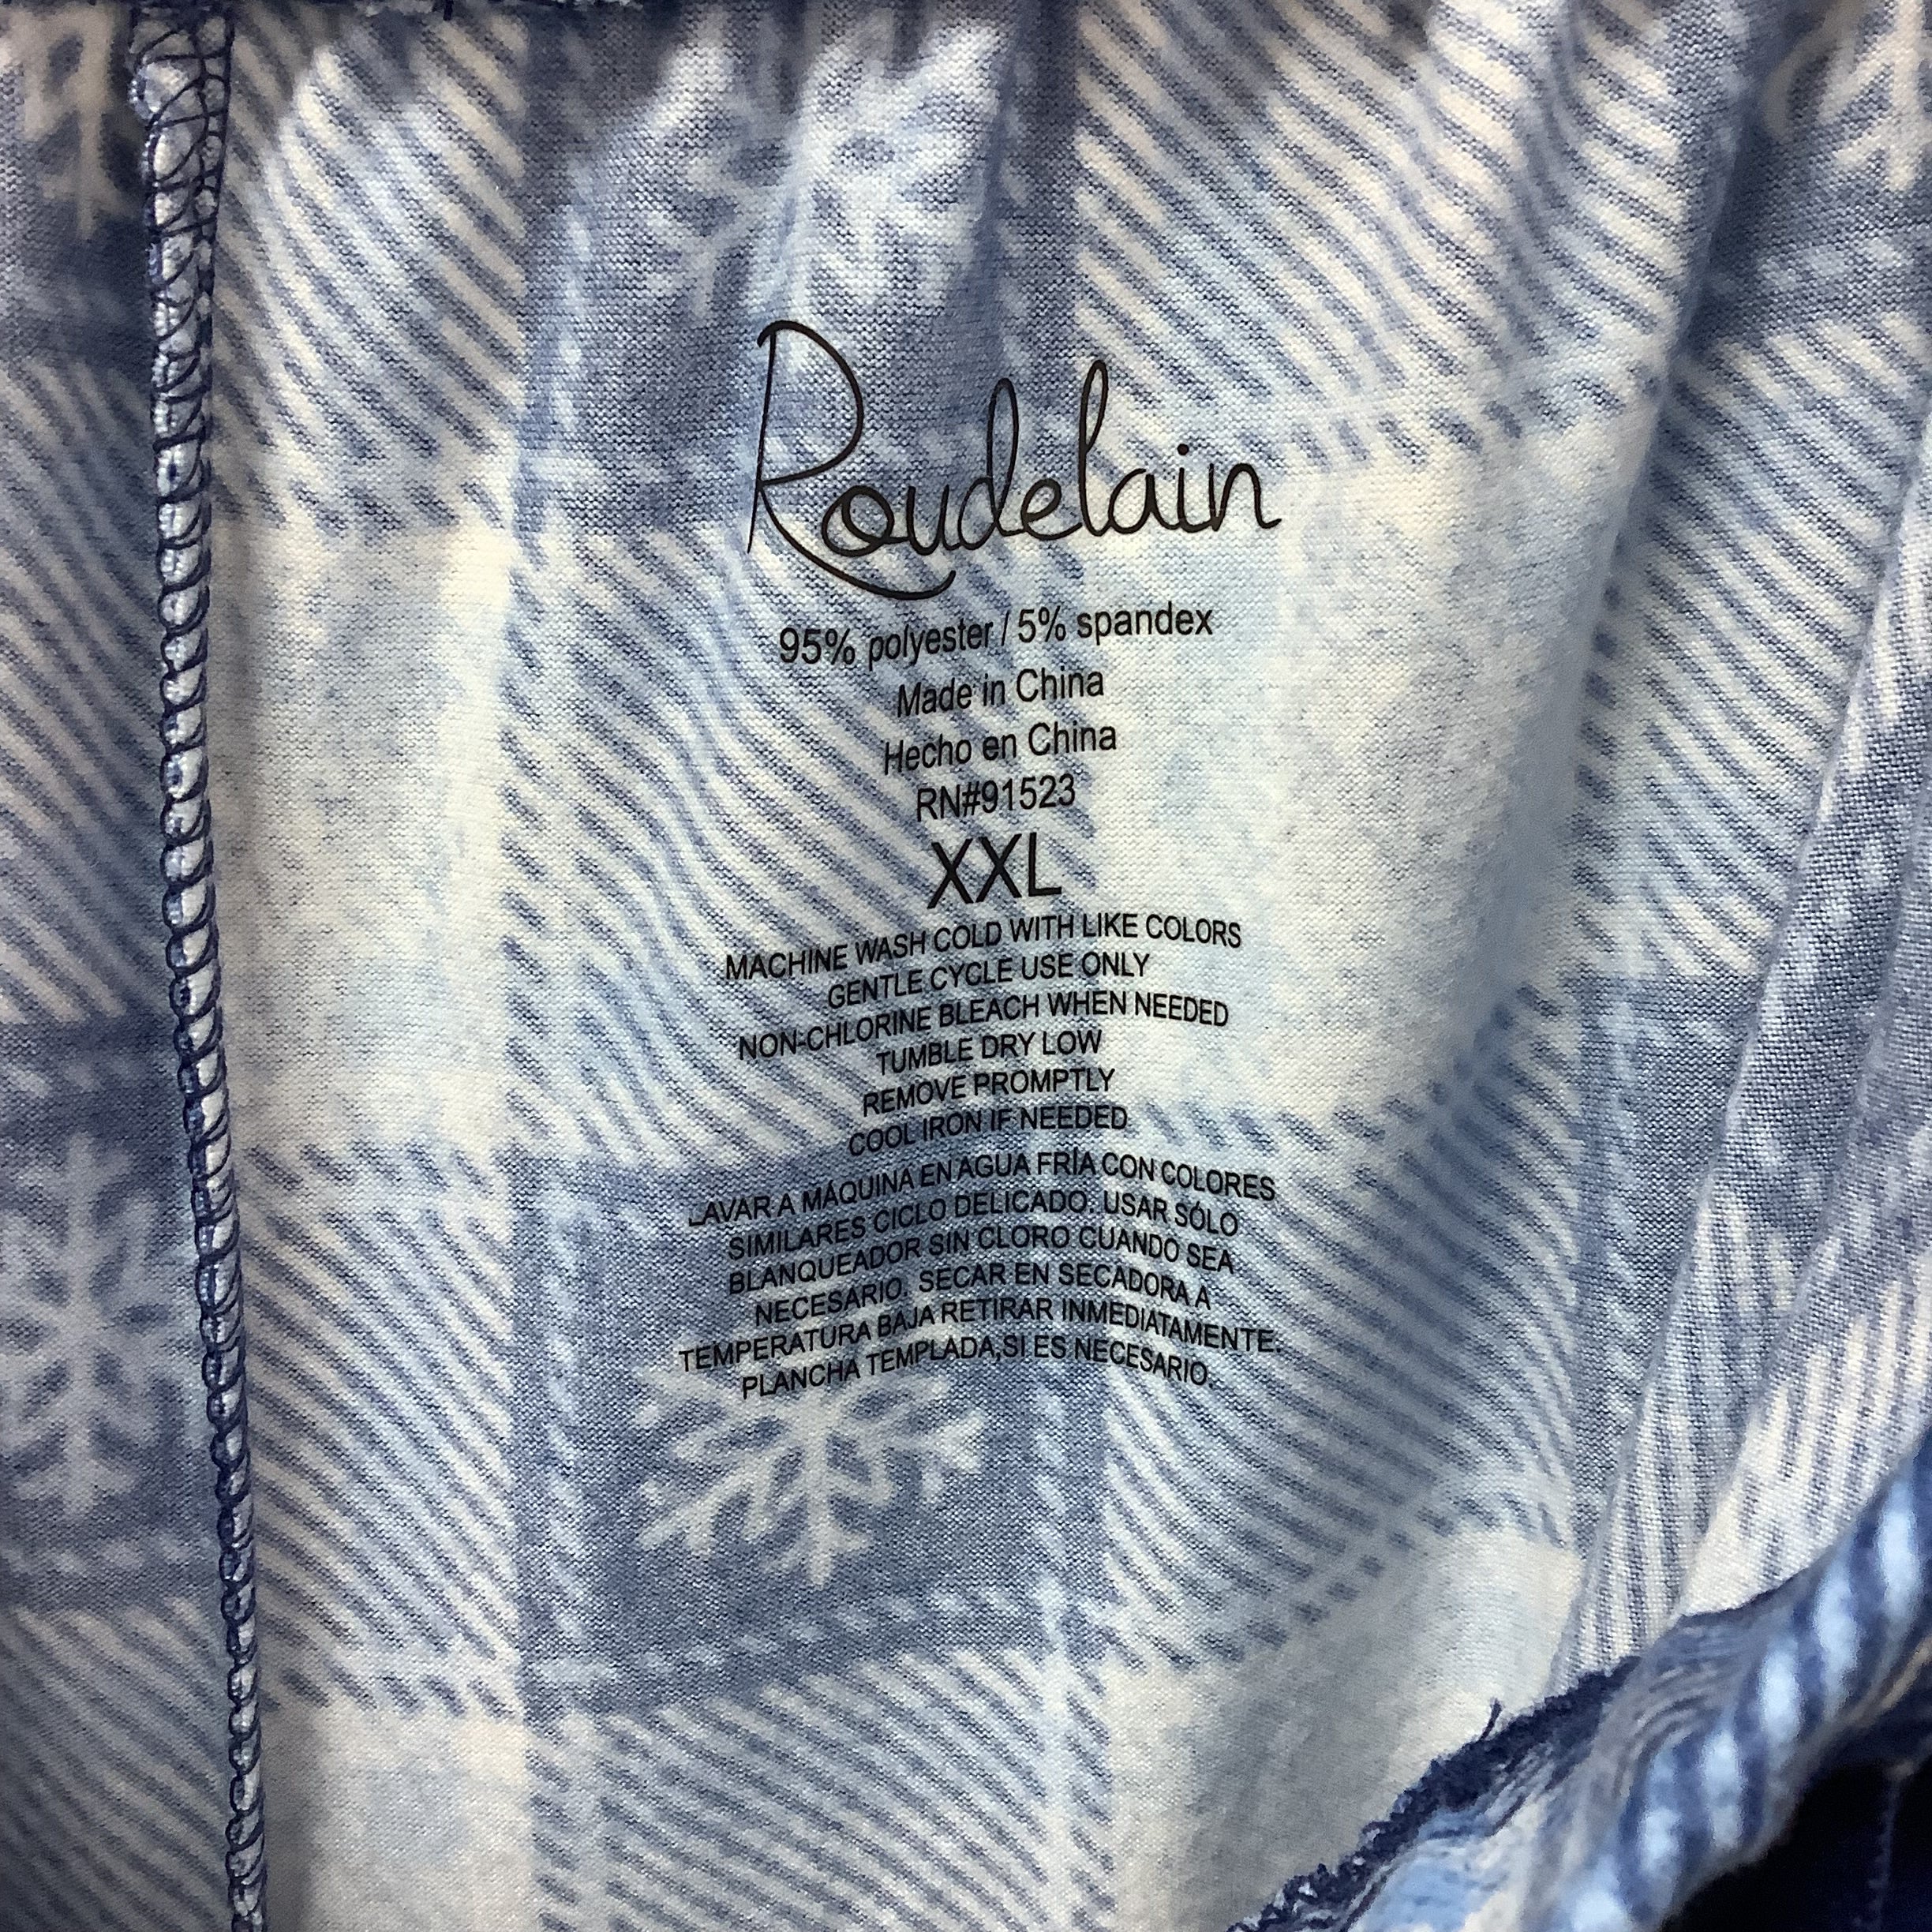 Roudelain
95% polyester / 5% spandex
Made in China
Hecho en China
RN#91523
XXL
MACHINE WASH COLD WITH LIKE COLORS
GENTLE CYCLE USE ONLY
NON-CHLORINE BLEACH WHEN NEEDED
TUMBLE DRY LOW
REMOVE PROMPTLY
COOL IRON IF NEEDED
LAVAR A MÁQUINA EN AGUA FRÍA CON COLORES
SIMILARES CICLO DELICADO. USAR SÓLO
BLANQUEADOR SIN CLORO CUANDO SEA
NECESARIO. SECAR EN SECADORA A
TEMPERATURA BAJA RETIRAR INMEDIATAMENTE.
PLANCHA TEMPLADA,SI ES NECESARIO.